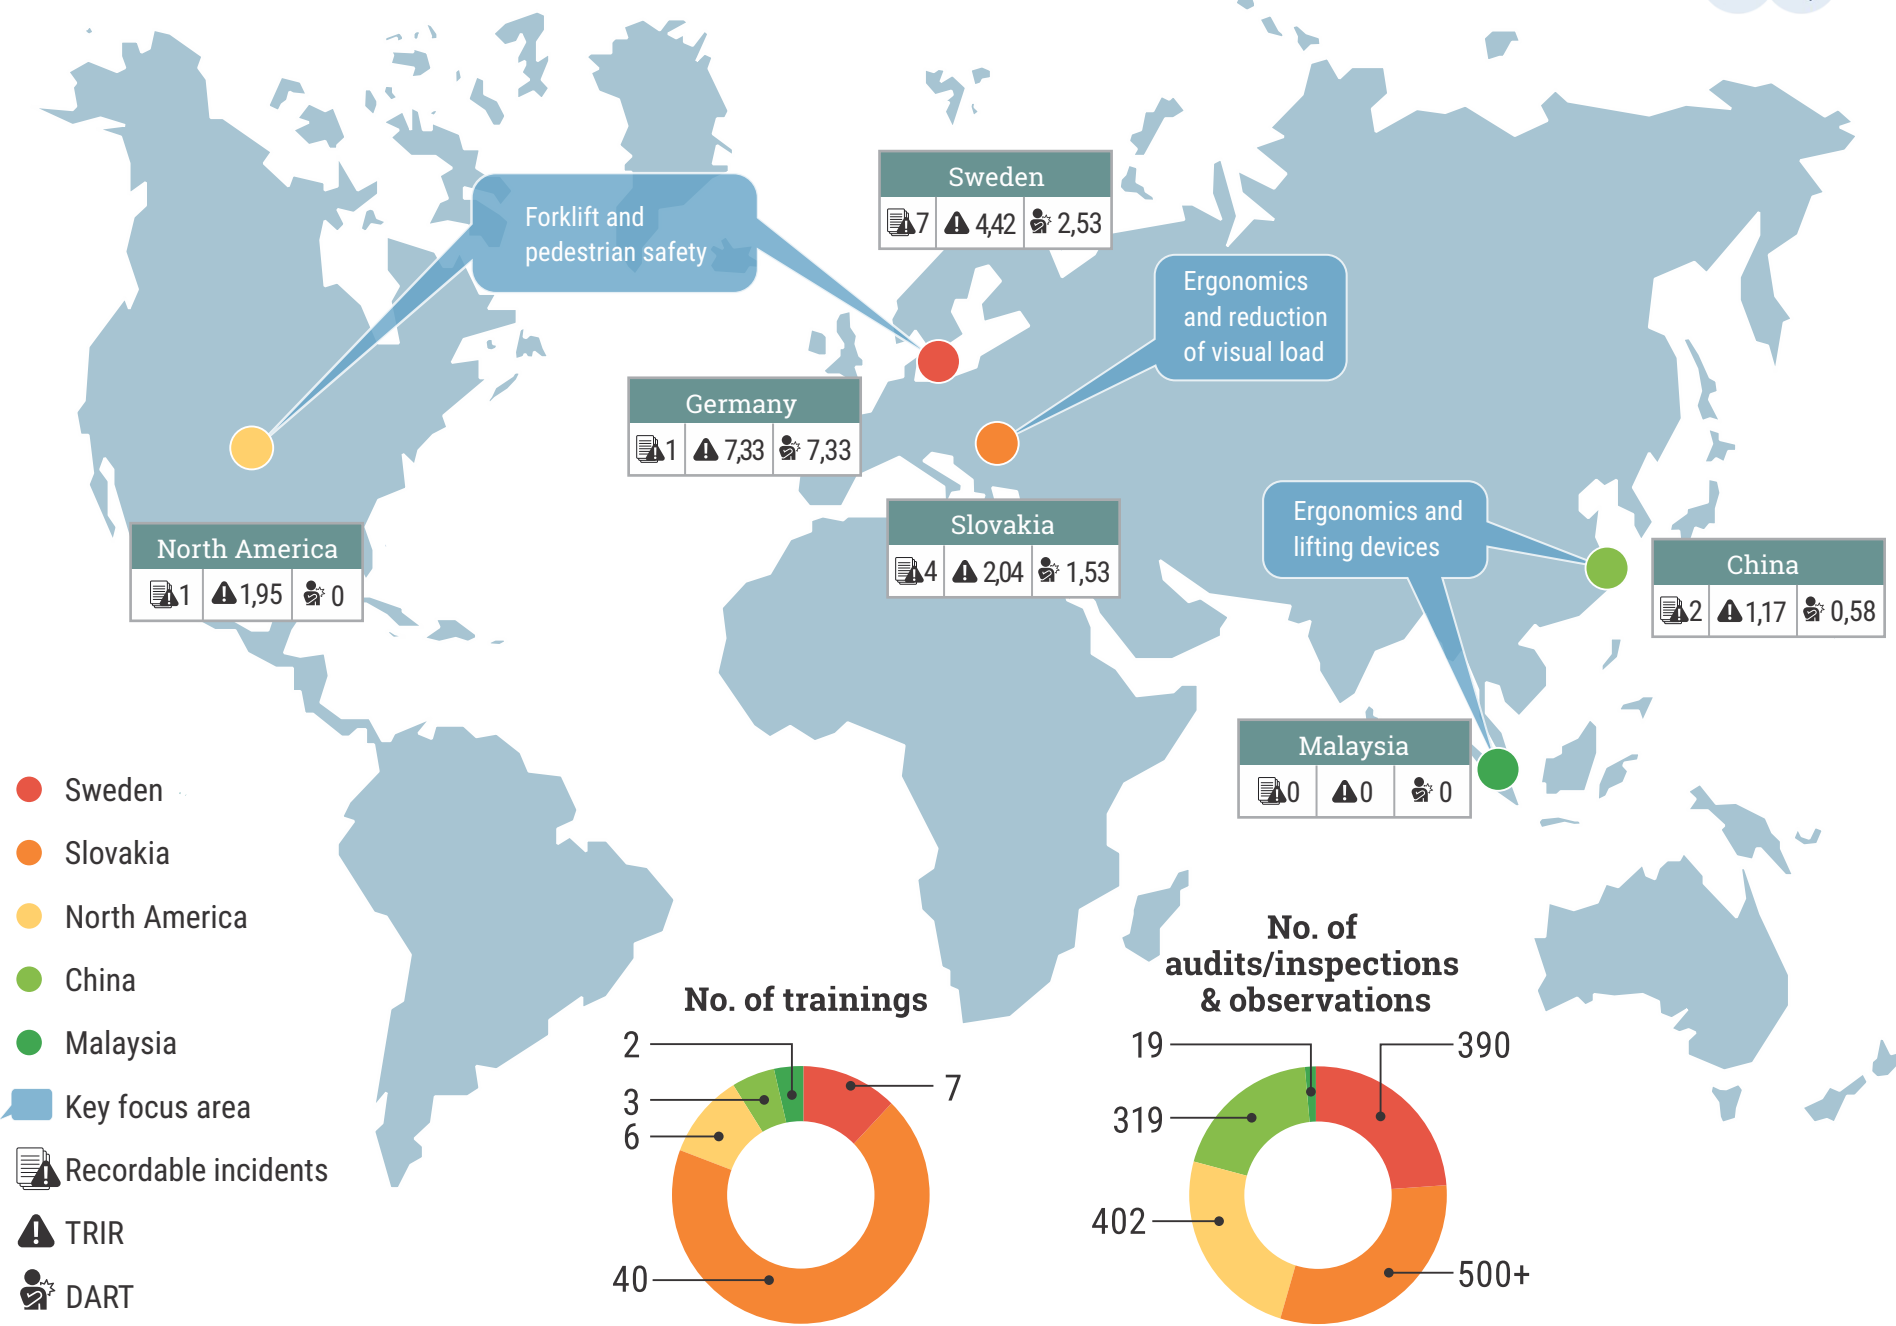 Sweden
7 4,42 2,53
Forklift and
pedestrian safety
Ergonomics
and reduction
of visual load
Germany
1 7,33 7,33
Slovakia
4 2,04 1,53
Ergonomics and
lifting devices
North America
1 1,95 0
China
2 1,17 0,58
Malaysia
0 0 0
Sweden
Slovakia
North America
China
Malaysia
Key focus area
Recordable incidents
TRIR
DART
No. of trainings
2
7
3
6
40
No. of
audits/inspections
& observations
19
390
319
402
500+